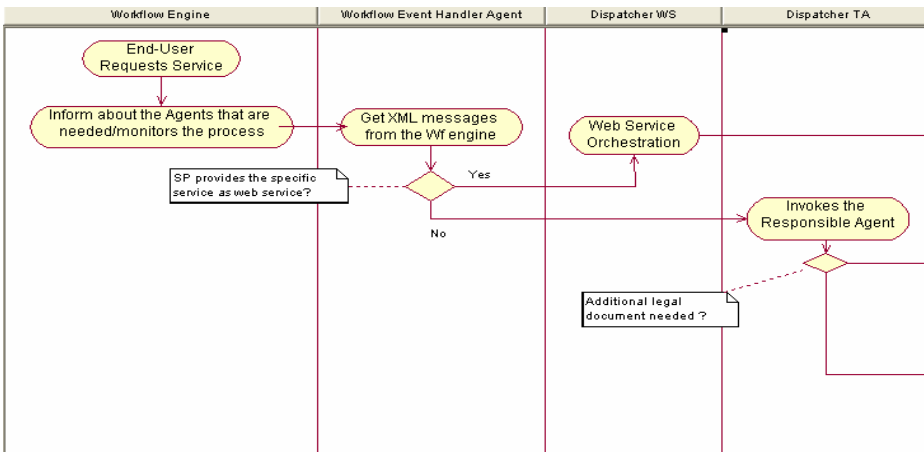 Workflow Engine
Workflow Event Handler Agent
Dispatcher WS
Dispatcher TA
End-User
Requests Service
Inform about the Agents that are
needed/monitors the process
Get XML messages
from the Wf engine
Web Service
Orchestration
SP provides the specific
service as web service?
Yes
No
Invokes the
Responsible Agent
Additional legal
document needed ?